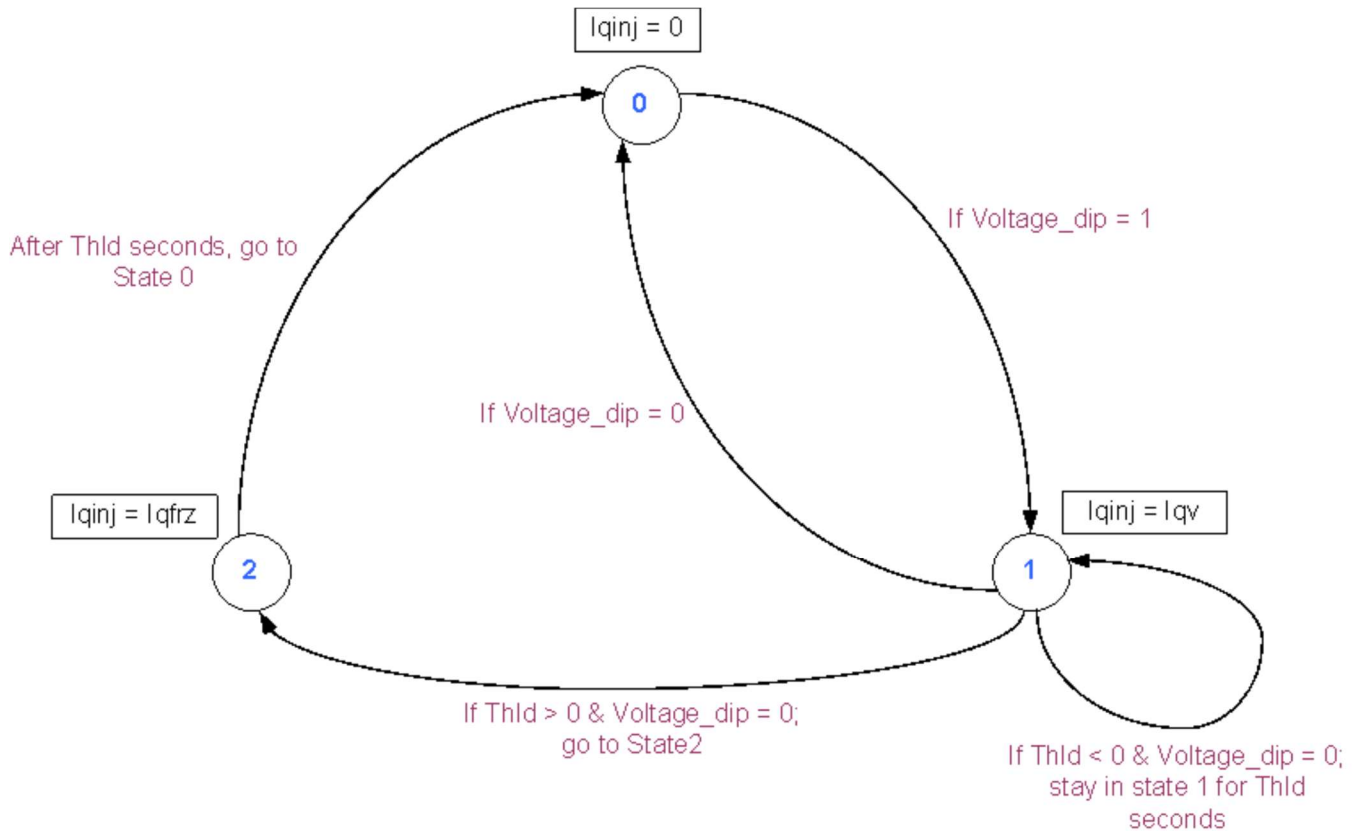 Iqinj = 0
0
If Voltage_dip = 1
After Thld seconds, go to
State 0
If Voltage_dip = 0
Iqinj = Iqfrz
Iqinj = Iqv
2
1
If Thld > 0 & Voltage_dip = 0;
go to State2
If Thld < 0 & Voltage_dip = 0;
stay in state 1 for Thld
seconds